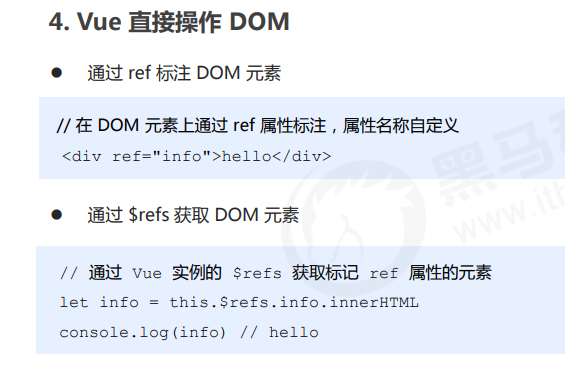 4. Vue 直接操作 DOM
● 通过 ref 标注 DOM 元素
// 在 DOM 元素上通过 ref 属性标注，属性名称自定义
<div ref="info">hello</div>
● 通过 $refs 获取 DOM 元素
// 通过 Vue 实例的 $refs 获取标记 ref 属性的元素
let info = this.$refs.info.innerHTML
console.log(info) // hello
黑马
www.ith